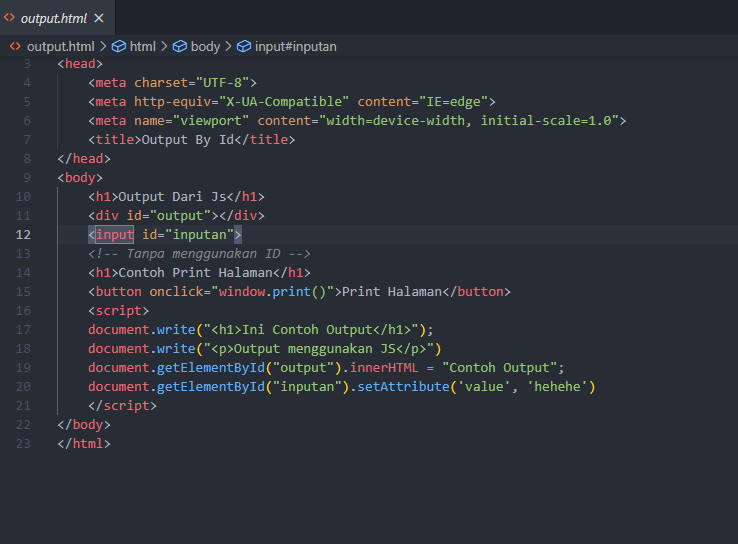 output.html ×
output.html > html > body > input#inputan
3 <head>
4 <meta charset="UTF-8">
5 <meta http-equiv="X-UA-Compatible" content="IE=edge">
6 <meta name="viewport" content="width=device-width, initial-scale=1.0">
7 <title>Output By Id</title>
8 </head>
9 <body>
10 <h1>Output Dari Js</h1>
11 <div id="output"></div>
12 <input id="inputan">
13 <!-- Tanpa menggunakan ID -->
14 <h1>Contoh Print Halaman</h1>
15 <button onclick="window.print()">Print Halaman</button>
16 <script>
17 document.write("<h1>Ini Contoh Output</h1>");
18 document.write("<p>Output menggunakan JS</p>")
19 document.getElementById("output").innerHTML = "Contoh Output";
20 document.getElementById("inputan").setAttribute('value', 'hehehe')
21 </script>
22 </body>
23 </html>